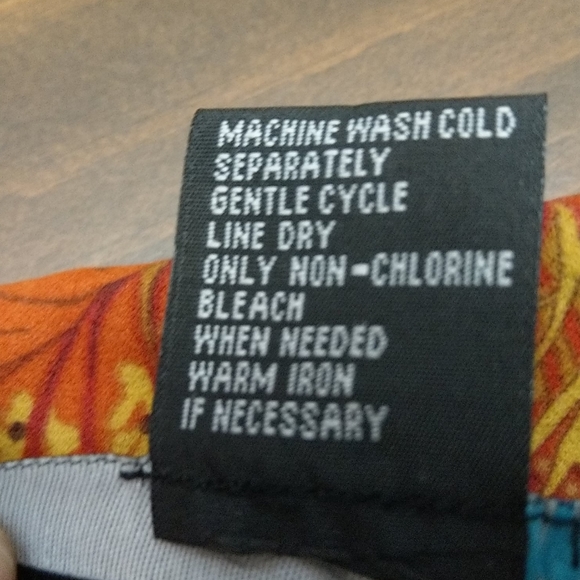 MACHINE WASH COLD
SEPARATELY
GENTLE CYCLE
LINE DRY
ONLY NON-CHLORINE
BLEACH
WHEN NEEDED
WARM IRON
IF NECESSARY